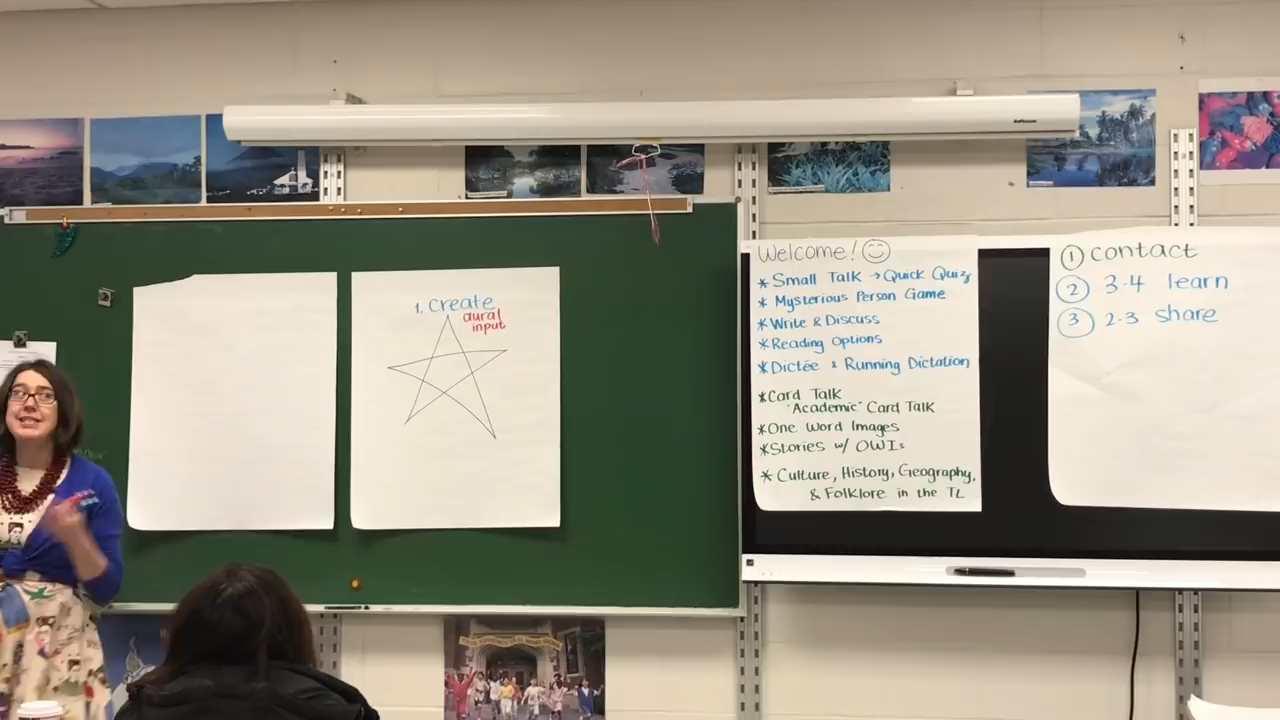 1. Create
aural
input
Welcome! ☺
* Small Talk → Quick Quiz
* Mysterious Person Game
* Write & Discuss
* Reading Options
* Dictée & Running Dictation
* Card Talk
"Academic" Card Talk
* One Word Images
* Stories w/ OWIs
* Culture, History, Geography,
& Folklore in the TL
① contact
② 3-4 learn
③ 2-3 share
InFocus